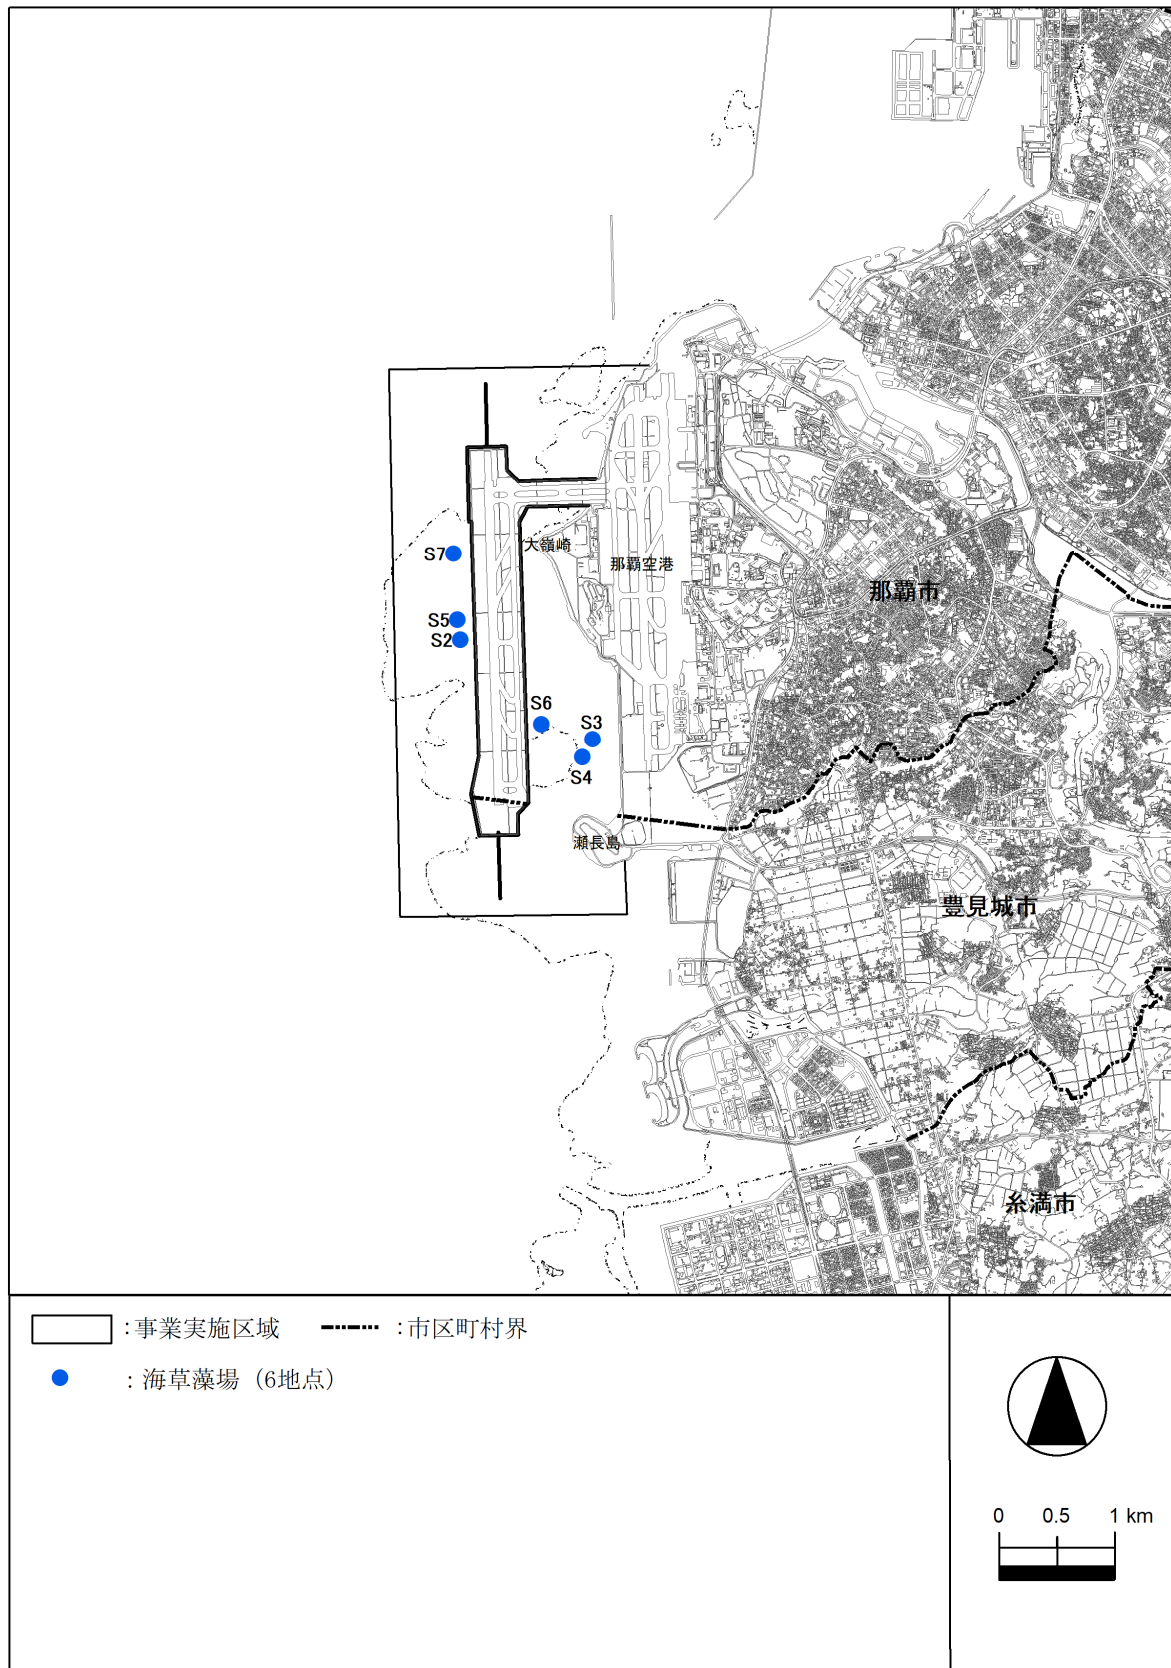 S7
大嶺崎
那覇空港
那覇市
S5
S2
S6
S3
S4
瀬長島
豊見城市
糸満市
:事業実施区域
:市区町村界
:海草藻場（6地点）
0 0.5 1 km